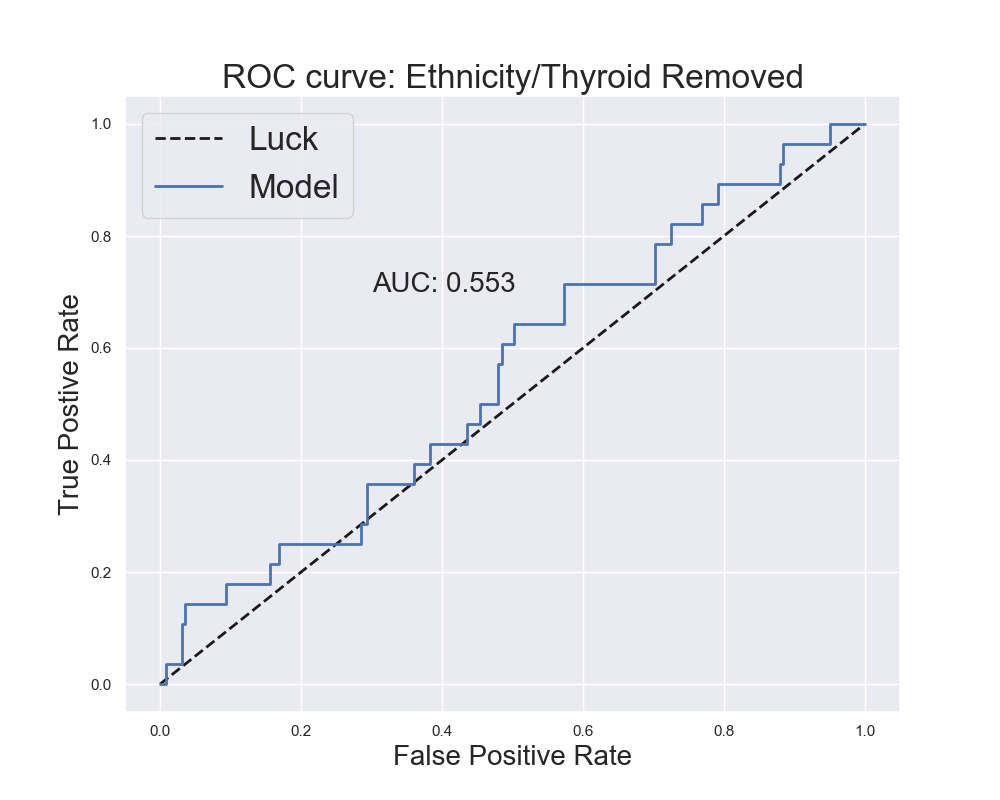 ROC curve: Ethnicity/Thyroid Removed
Luck
Model
AUC: 0.553
True Postive Rate
1.0
0.8
0.6
0.4
0.2
0.0
0.0 0.2 0.4 0.6 0.8 1.0
False Positive Rate